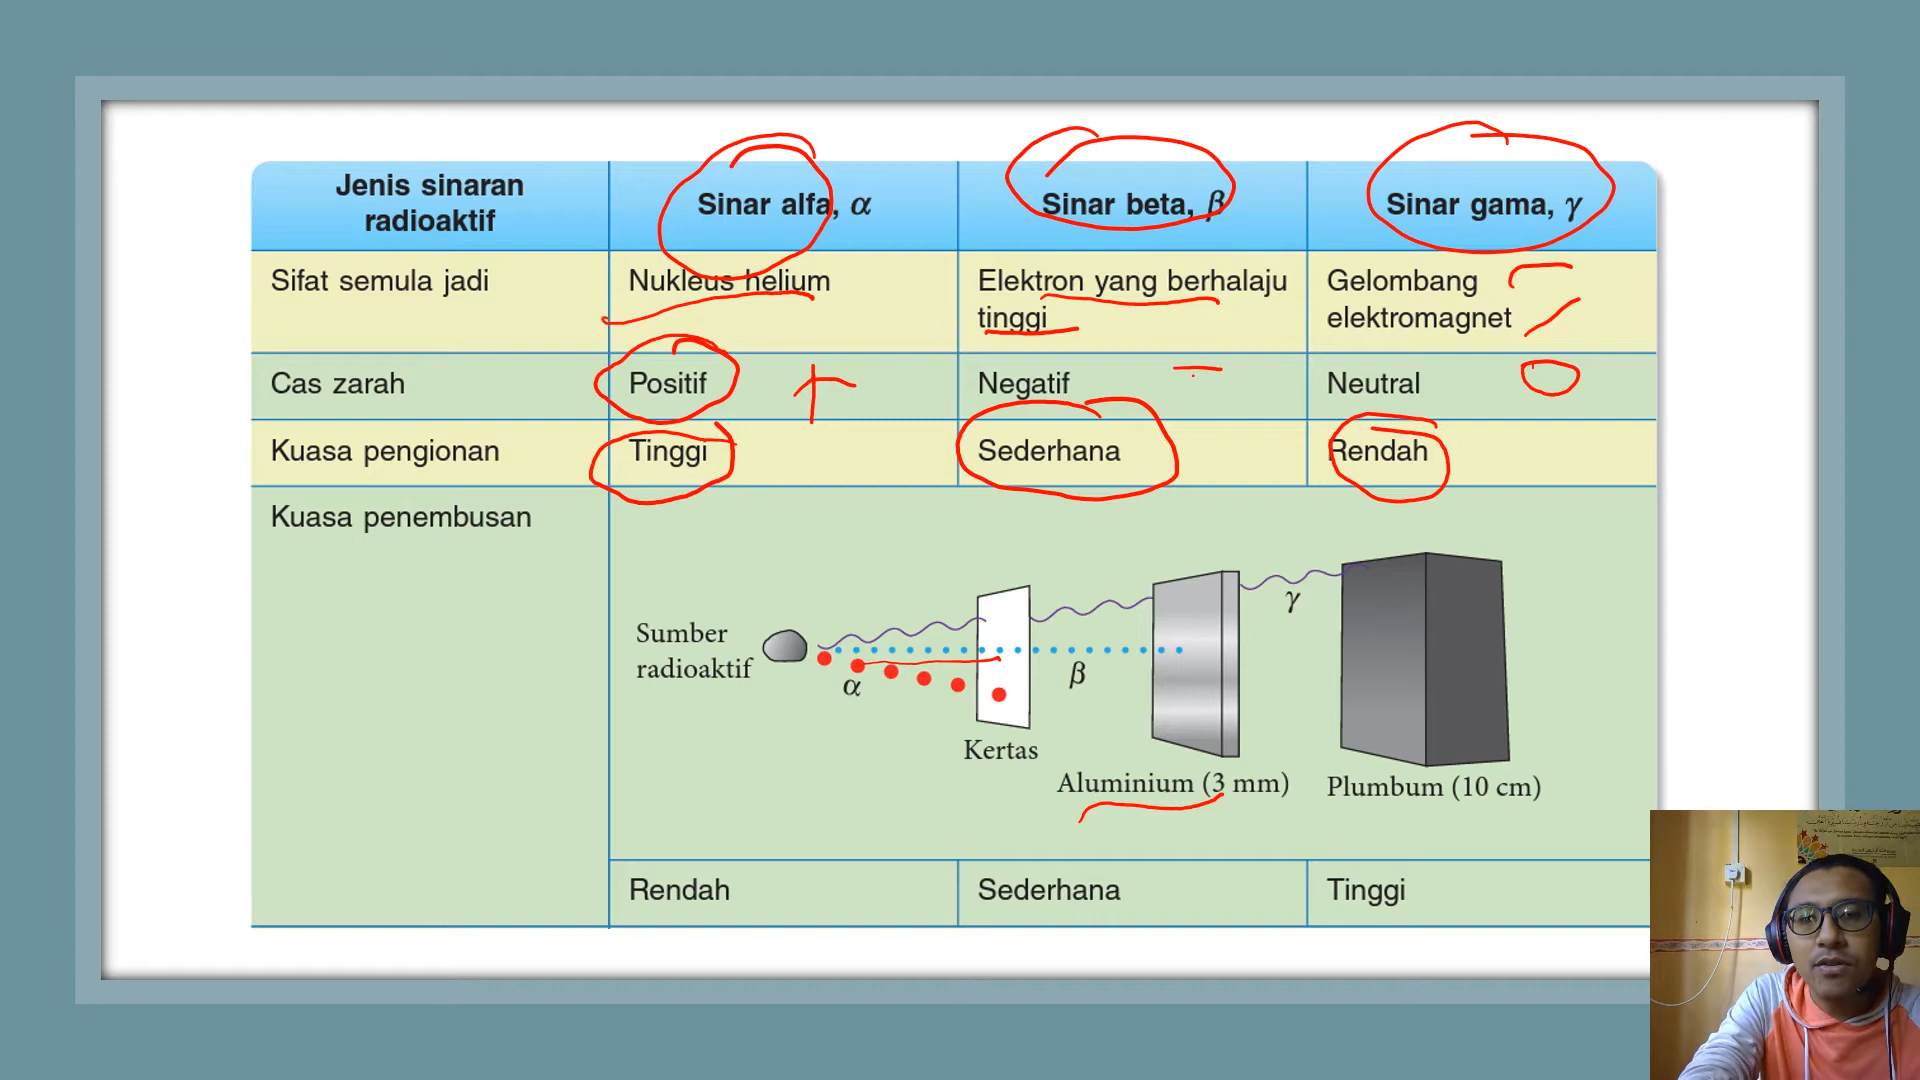 Jenis sinaran
radioaktif
Sinar alfa, α
Sinar beta, β
Sinar gama, γ
Sifat semula jadi
Nukleus helium
Elektron yang berhalaju
tinggi
Gelombang
elektromagnet
Cas zarah
Positif
+
Negatif
-
Neutral
Kuasa pengionan
Tinggi
Sederhana
Rendah
Kuasa penembusan
Sumber
radioaktif
α
β
γ
Kertas
Aluminium (3 mm)
Plumbum (10 cm)
Rendah
Sederhana
Tinggi